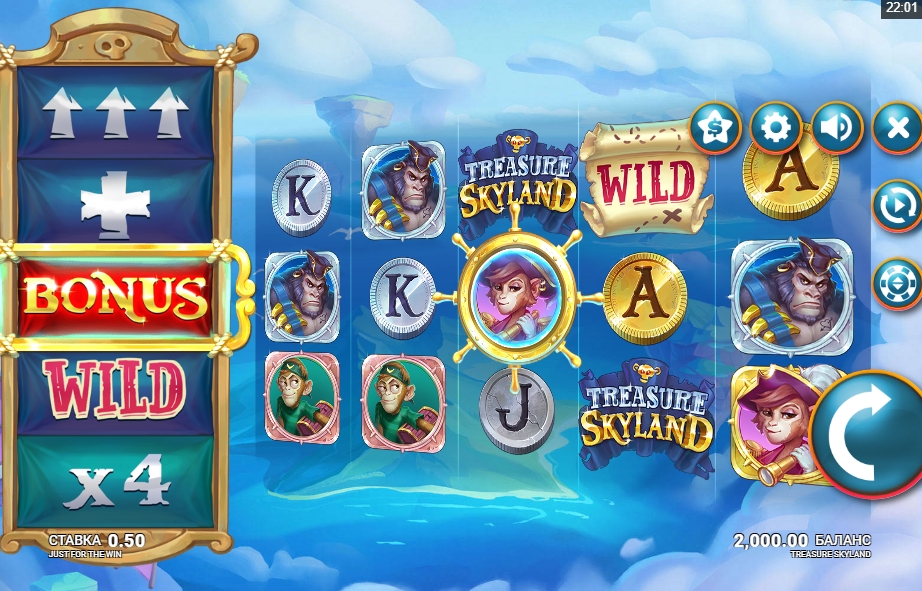 22:01
K
TREASURE
SKYLAND
WILD
A
BONUS
K
A
WILD
J
TREASURE
SKYLAND
x4
СТАВКА 0.50
JUST FOR THE WIN
2,000.00 БАЛАНС
TREASURE SKYLAND